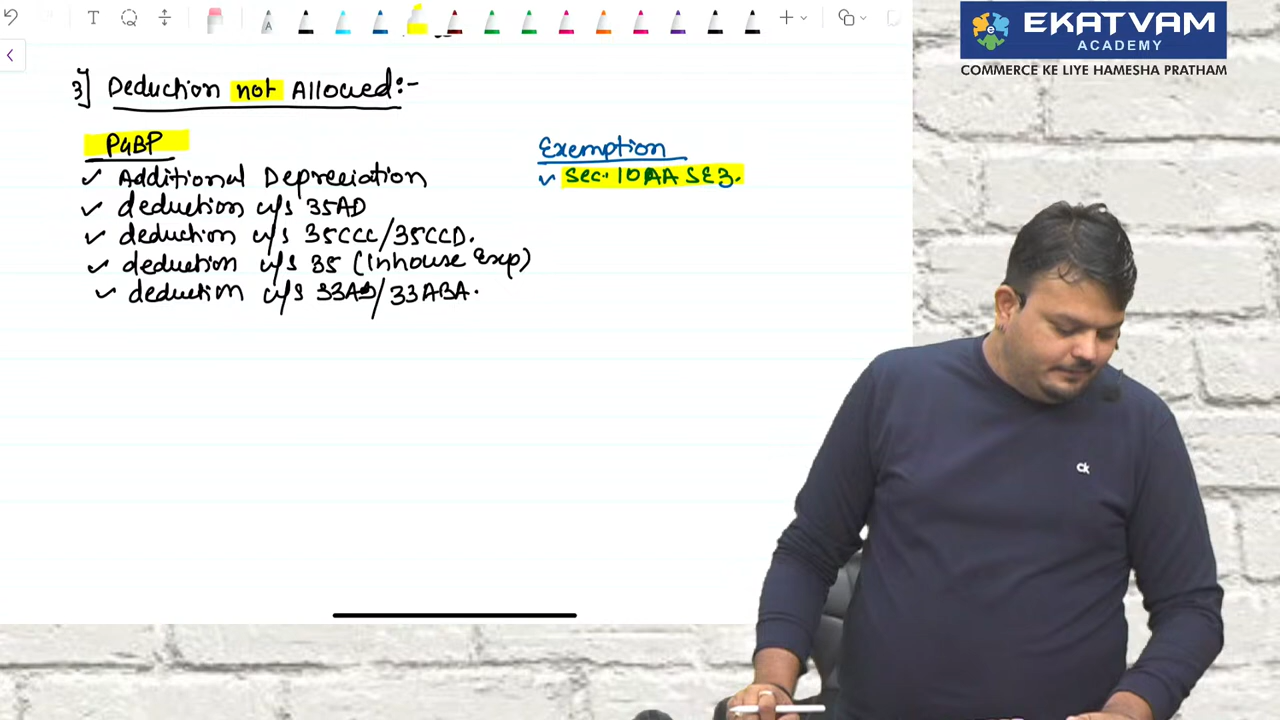 EKATVAM
ACADEMY
COMMERCE KE LIYE HAMESHA PRATHAM
3] Deduction not Allowed:-
PGBP
✓ Additional Depreciation
✓ deduction u/s 35AD
✓ deduction u/s 35CCC/35CCD.
✓ deduction u/s 35 (Inhouse Exp)
✓ deduction u/s 33AB/33ABA.
Exemption
✓ Sec. 10AA SEZ.
T
A
e
ck